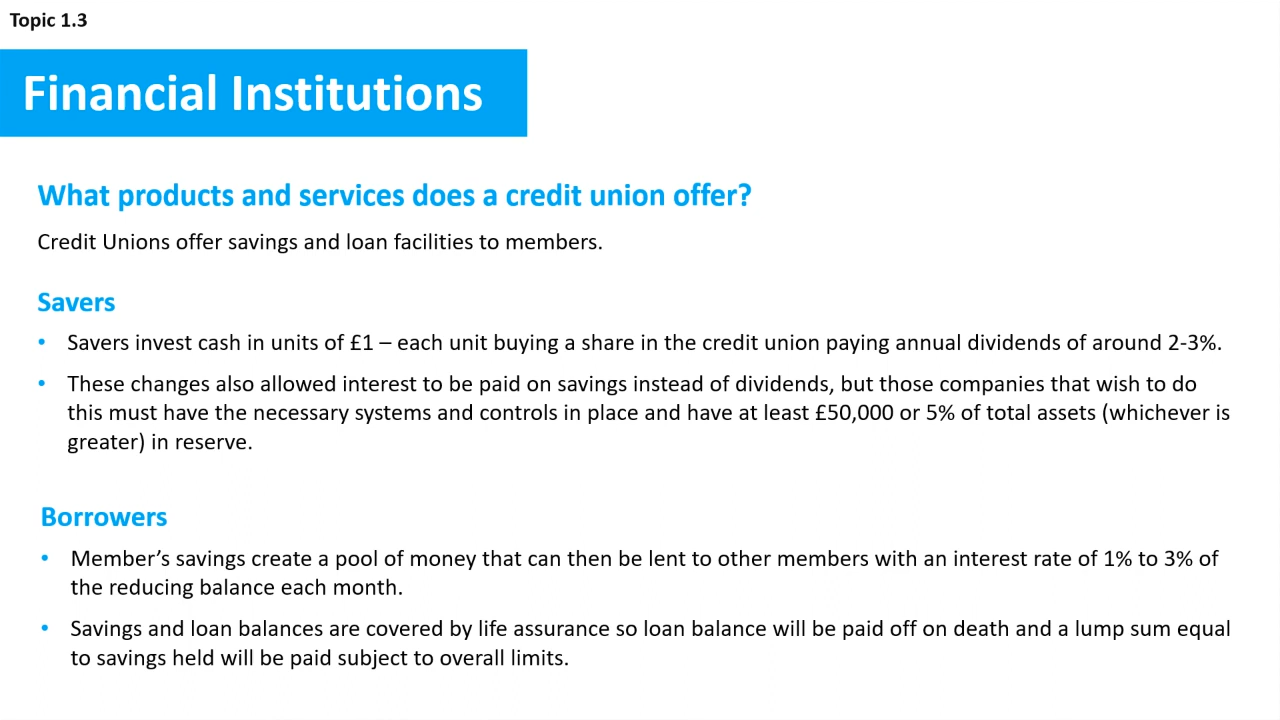 Topic 1.3
Financial Institutions
What products and services does a credit union offer?
Credit Unions offer savings and loan facilities to members.
Savers
• Savers invest cash in units of £1 – each unit buying a share in the credit union paying annual dividends of around 2-3%.
• These changes also allowed interest to be paid on savings instead of dividends, but those companies that wish to do
this must have the necessary systems and controls in place and have at least £50,000 or 5% of total assets (whichever is
greater) in reserve.
Borrowers
• Member’s savings create a pool of money that can then be lent to other members with an interest rate of 1% to 3% of
the reducing balance each month.
• Savings and loan balances are covered by life assurance so loan balance will be paid off on death and a lump sum equal
to savings held will be paid subject to overall limits.